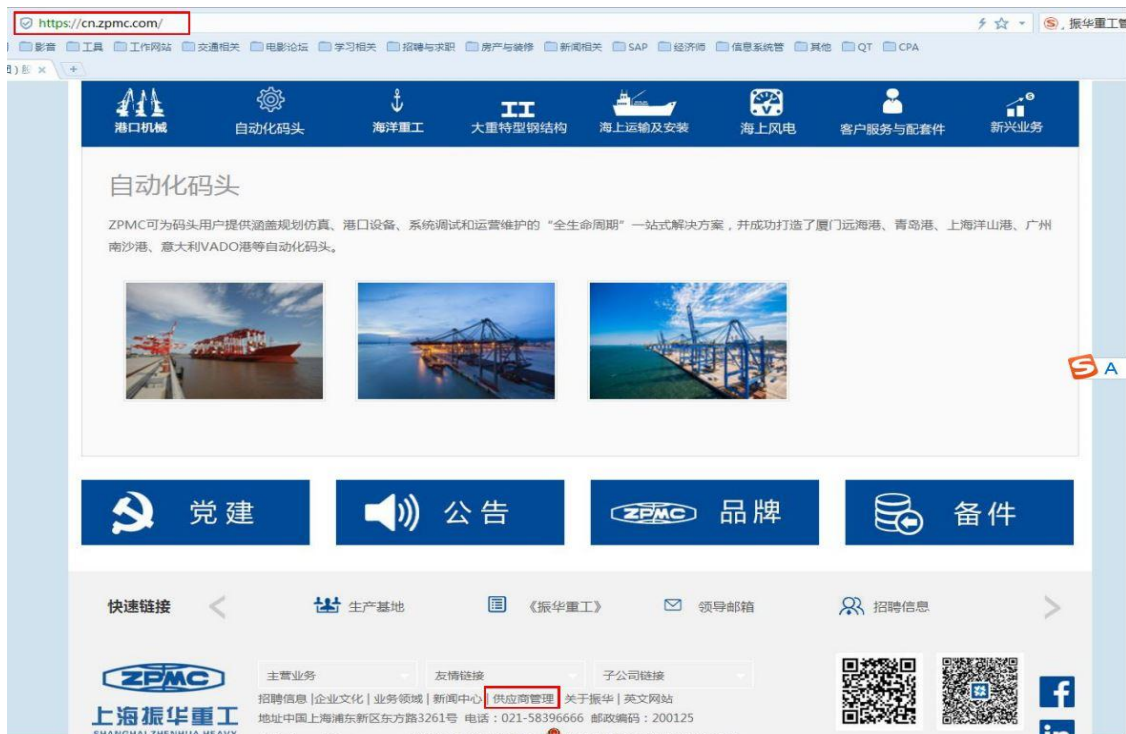 https://cn.zpmc.com/
振华重工管
影音 工具 工作网站 交通相关 电影论坛 学习相关 招聘与求职 房产与装修 新闻相关 SAP 经济师 信息系统管 其他 QT CPA
港口机械 自动化码头 海洋重工 大重特型钢结构 海上运输及安装 海上风电 客户服务与配套件 新兴业务
自动化码头
ZPMC可为码头用户提供涵盖规划仿真、港口设备、系统调试和运营维护的“全生命周期”一站式解决方案，并成功打造了厦门远海港、青岛港、上海洋山港、广州
南沙港、意大利VADO港等自动化码头。
A
党建 公告 ZPMC 品牌 备件
快速链接 生产基地 《振华重工》 领导邮箱 招聘信息
ZPMC
主营业务 友情链接 子公司链接
招聘信息 |企业文化 | 业务领域 | 新闻中心 | 供应商管理 | 关于振华 | 英文网站
上海振华重工
地址中国上海浦东新区东方路3261号 电话：021-58396666 邮政编码：200125
SHANGHAI ZHENHUA HEAVY
f
in